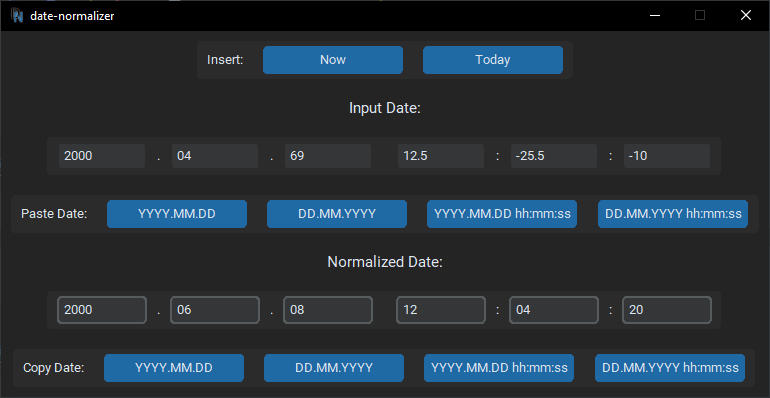 date-normalizer
Insert: Now Today
Input Date:
2000 . 04 . 69 12.5 : -25.5 : -10
Paste Date: YYYY.MM.DD DD.MM.YYYY YYYY.MM.DD hh:mm:ss DD.MM.YYYY hh:mm:ss
Normalized Date:
2000 . 06 . 08 12 : 04 : 20
Copy Date: YYYY.MM.DD DD.MM.YYYY YYYY.MM.DD hh:mm:ss DD.MM.YYYY hh:mm:ss